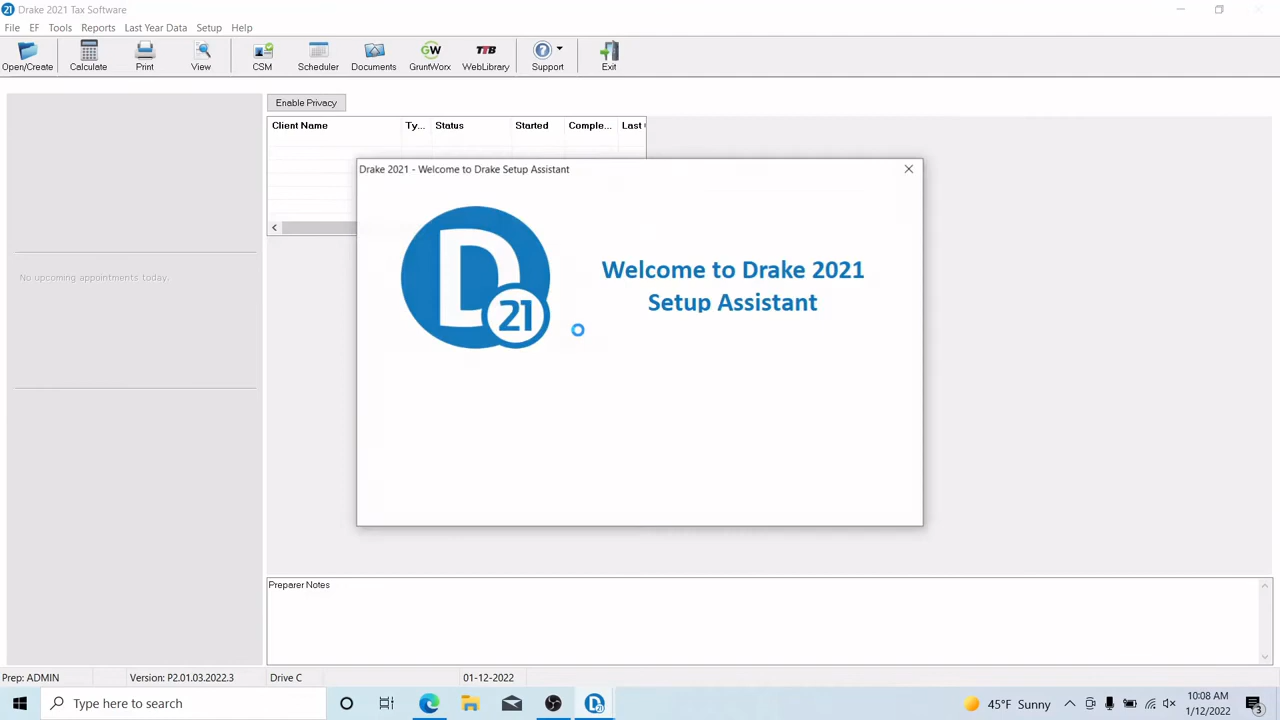 21 Drake 2021 Tax Software
File EF Tools Reports Last Year Data Setup Help
Open/Create Calculate Print View CSM Scheduler Documents GW GruntWorx TTB WebLibrary ? Support Exit
Enable Privacy
Client Name Ty... Status Started Comple... Last
Drake 2021 - Welcome to Drake Setup Assistant
D 21
Welcome to Drake 2021
Setup Assistant
No upcoming appointments today.
Preparer Notes
Prep: ADMIN Version: P2.01.03.2022.3 Drive C 01-12-2022
Type here to search
D 21
45°F Sunny
10:08 AM
1/12/2022
3